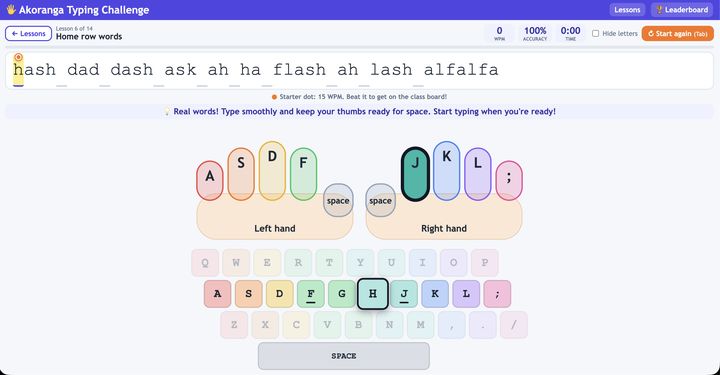 🖐 Akoranga Typing Challenge
Lessons
🏆 Leaderboard
← Lessons
Lesson 6 of 14
Home row words
0
WPM
100%
ACCURACY
0:00
TIME
Hide letters
Start again (Tab)
hash dad dash ask ah ha flash ah lash alfalfa
Starter dot: 15 WPM. Beat it to get on the class board!
💡 Real words! Type smoothly and keep your thumbs ready for space. Start typing when you're ready!
A S D F space space J K L ;
Left hand Right hand
Q W E R T Y U I O P
A S D F G H J K L ;
Z X C V B N M , . /
SPACE